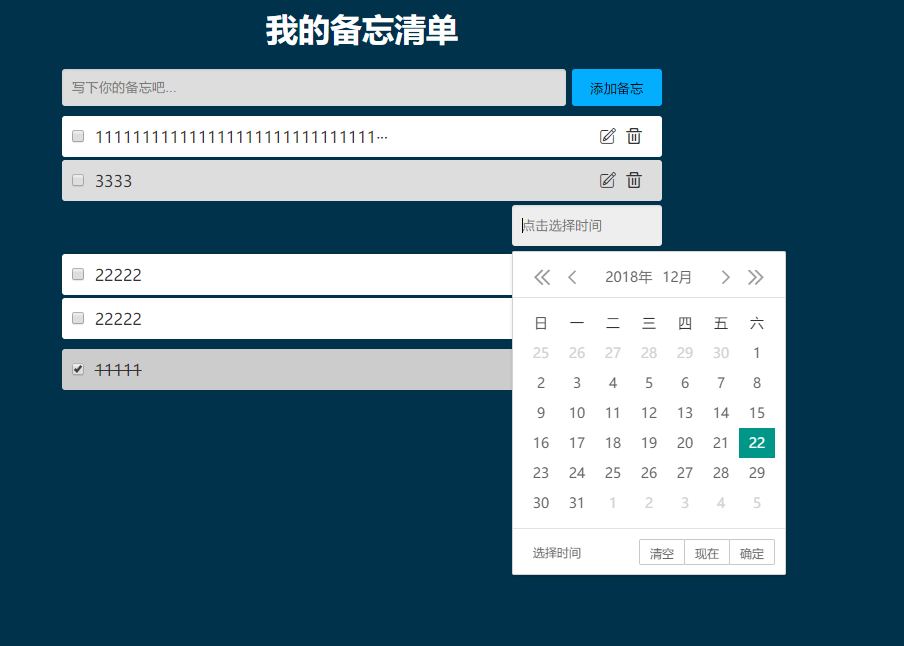 我的备忘清单
写下你的备忘吧... 添加备忘
111111111111111111111111111111···
3333
点击选择时间
22222
22222
11111
2018年 12月
日 一 二 三 四 五 六
25 26 27 28 29 30 1
2 3 4 5 6 7 8
9 10 11 12 13 14 15
16 17 18 19 20 21 22
23 24 25 26 27 28 29
30 31 1 2 3 4 5
选择时间 清空 现在 确定